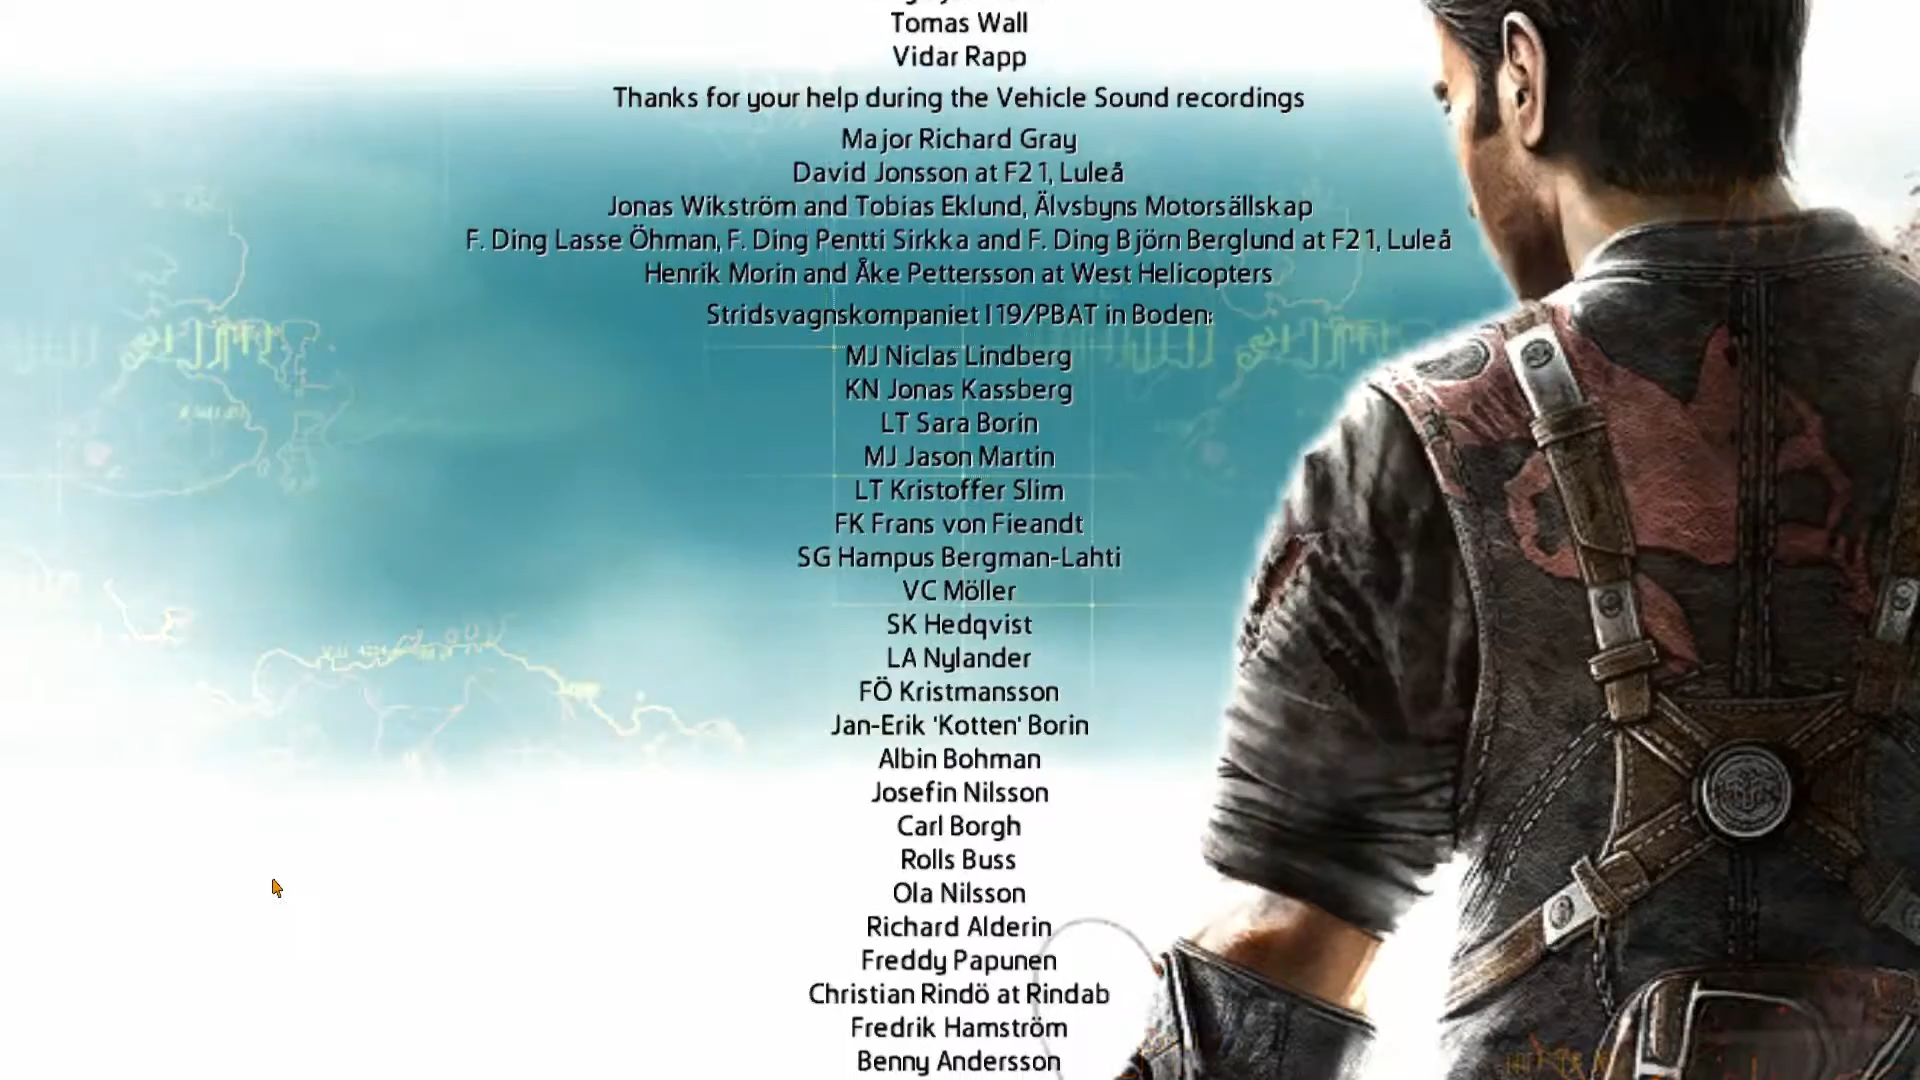 Tomas Wall
Vidar Rapp
Thanks for your help during the Vehicle Sound recordings
Major Richard Gray
David Jonsson at F21, Luleå
Jonas Wikström and Tobias Eklund, Älvsbyns Motorsällskap
F. Ding Lasse Öhman, F. Ding Pentti Sirkka and F. Ding Björn Berglund at F21, Luleå
Henrik Morin and Åke Pettersson at West Helicopters
Stridsvagnskompaniet I19/PBAT in Boden:
MJ Niclas Lindberg
KN Jonas Kassberg
LT Sara Borin
MJ Jason Martin
LT Kristoffer Slim
FK Frans von Fieandt
SG Hampus Bergman-Lahti
VC Möller
SK Hedqvist
LA Nylander
FÖ Kristmansson
Jan-Erik 'Kotten' Borin
Albin Bohman
Josefin Nilsson
Carl Borgh
Rolls Buss
Ola Nilsson
Richard Alderin
Freddy Papunen
Christian Rindö at Rindab
Fredrik Hamström
Benny Andersson